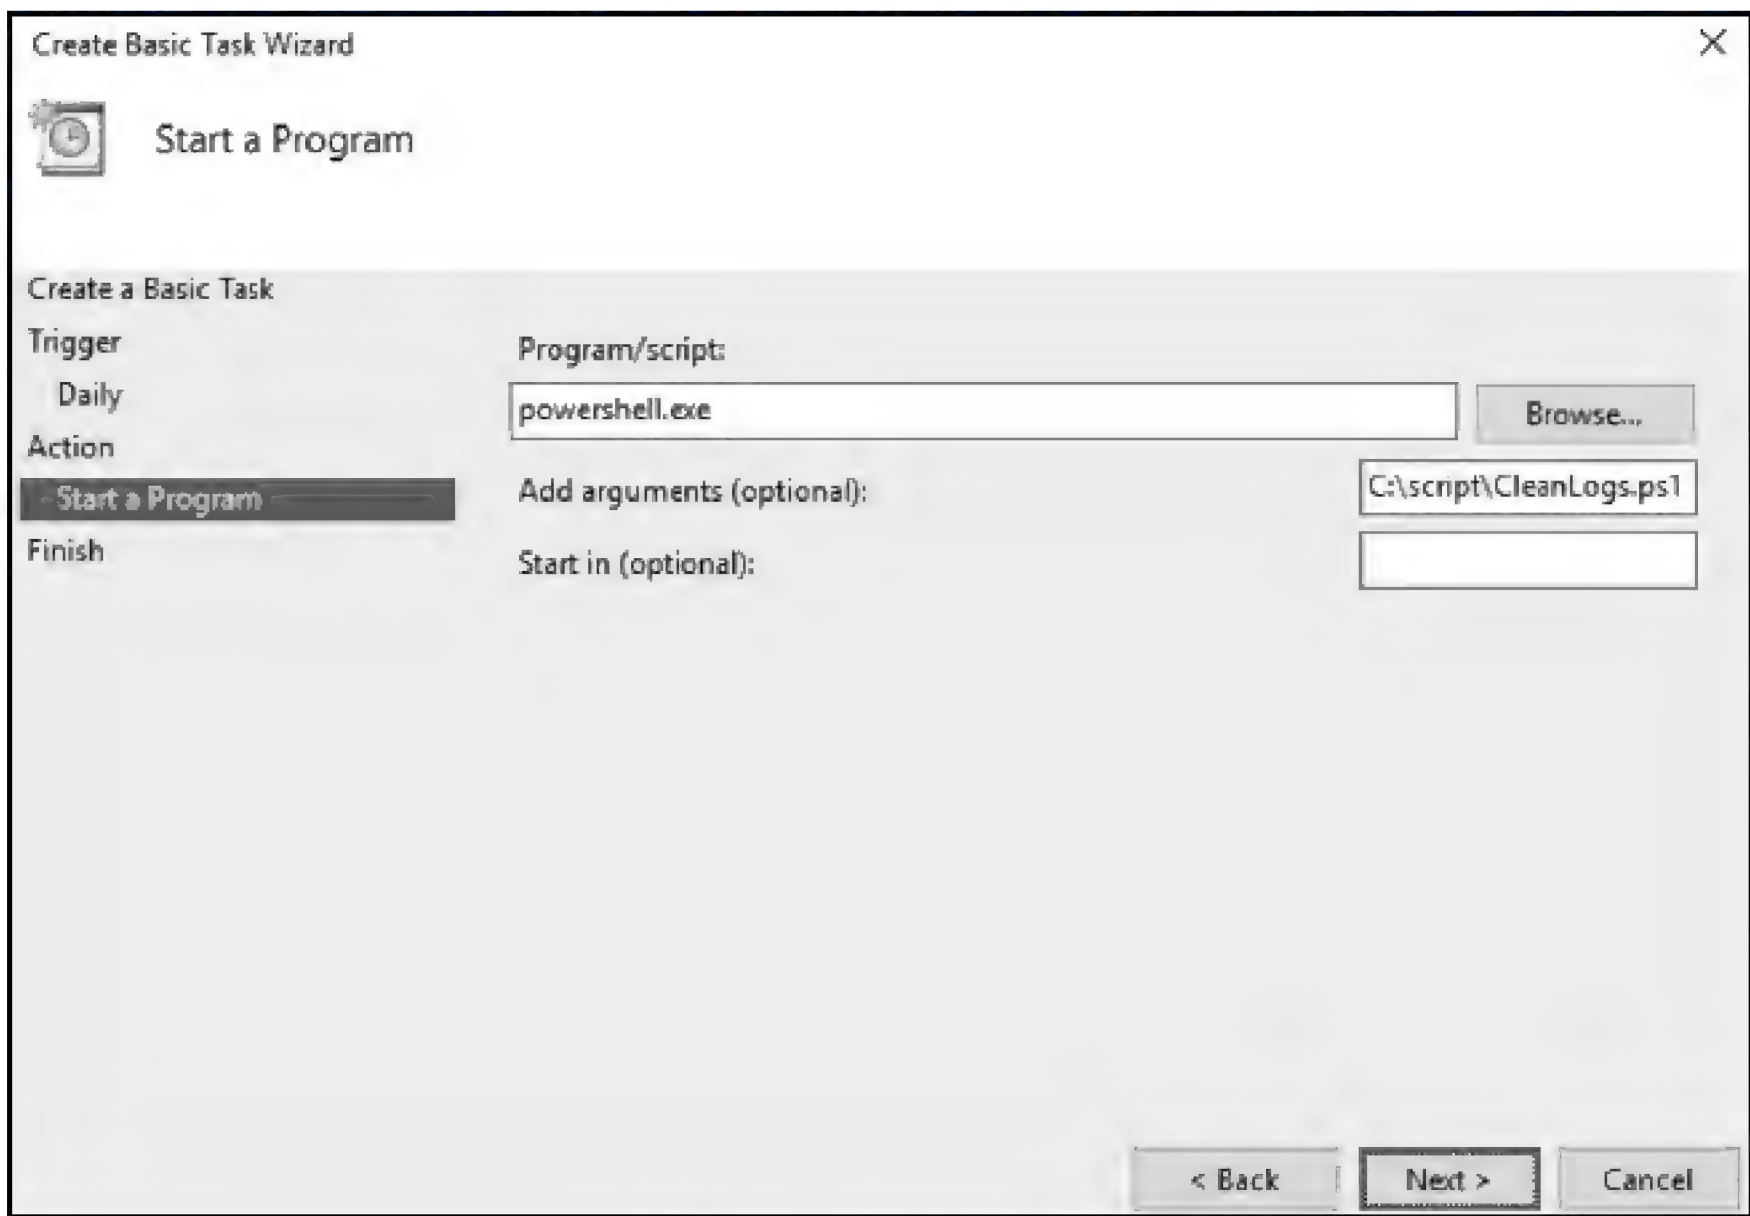 Create Basic Task Wizard
Start a Program
Create a Basic Task
Trigger
Daily
Action
Start a Program
Finish
Program/script:
powershell.exe
Browse...
Add arguments (optional):
C:\script\CleanLogs.ps1
Start in (optional):
< Back
Next >
Cancel